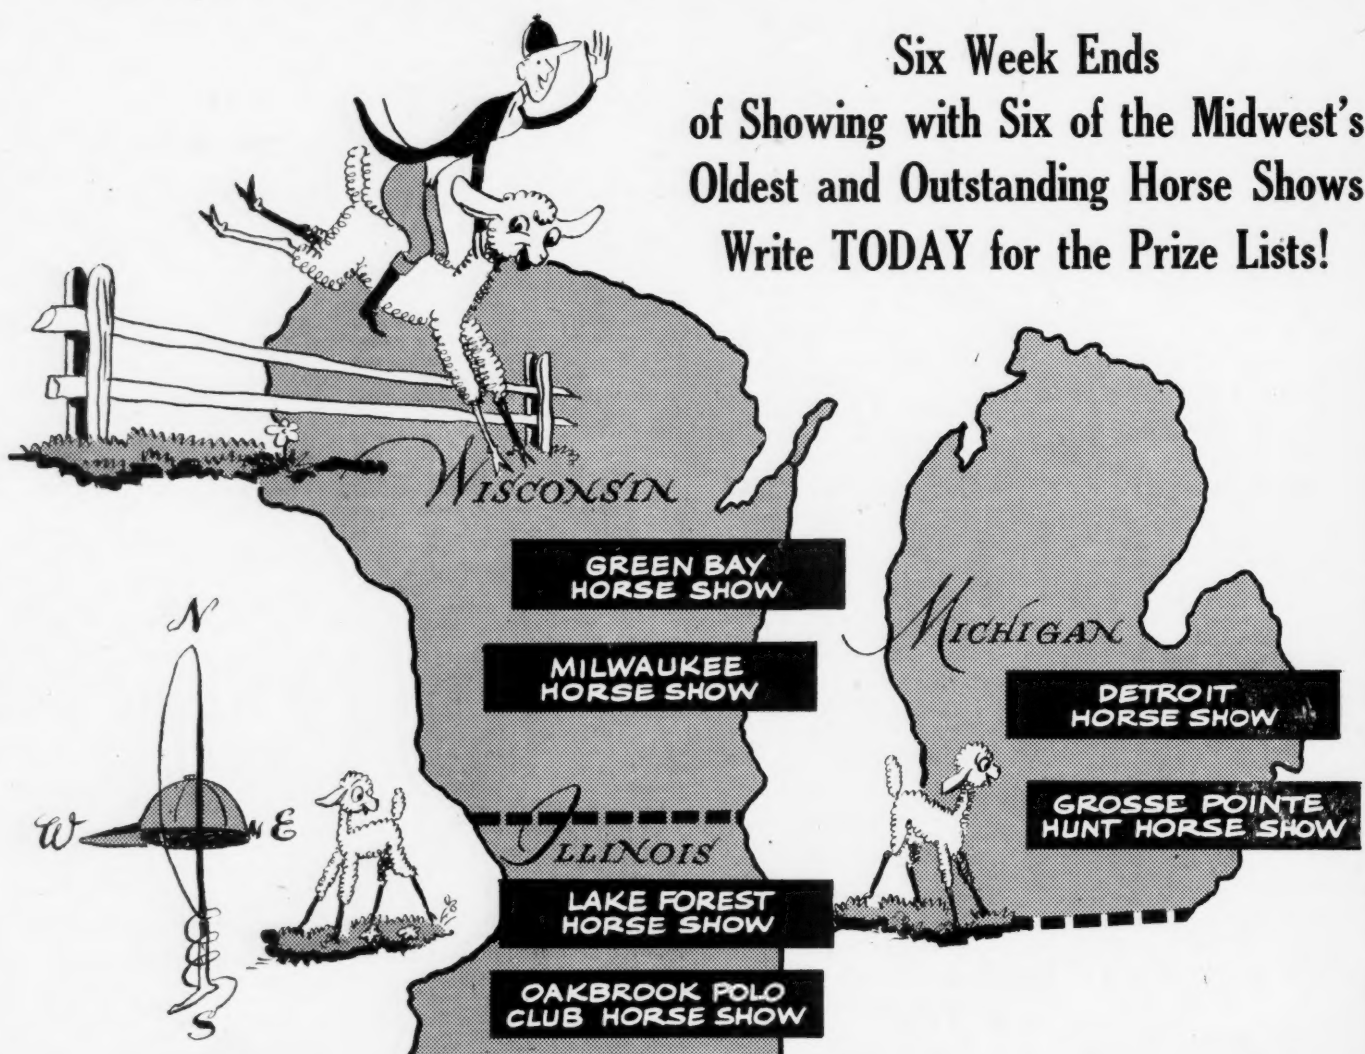 Six Week Ends
of Showing with Six of the Midwest's
Oldest and Outstanding Horse Shows
Write TODAY for the Prize Lists!
WISCONSIN
GREEN BAY
HORSE SHOW
MILWAUKEE
HORSE SHOW
MICHIGAN
DETROIT
HORSE SHOW
GROSSE POINTE
HUNT HORSE SHOW
N
W E
S
ILLINOIS
LAKE FOREST
HORSE SHOW
OAKBROOK POLO
CLUB HORSE SHOW